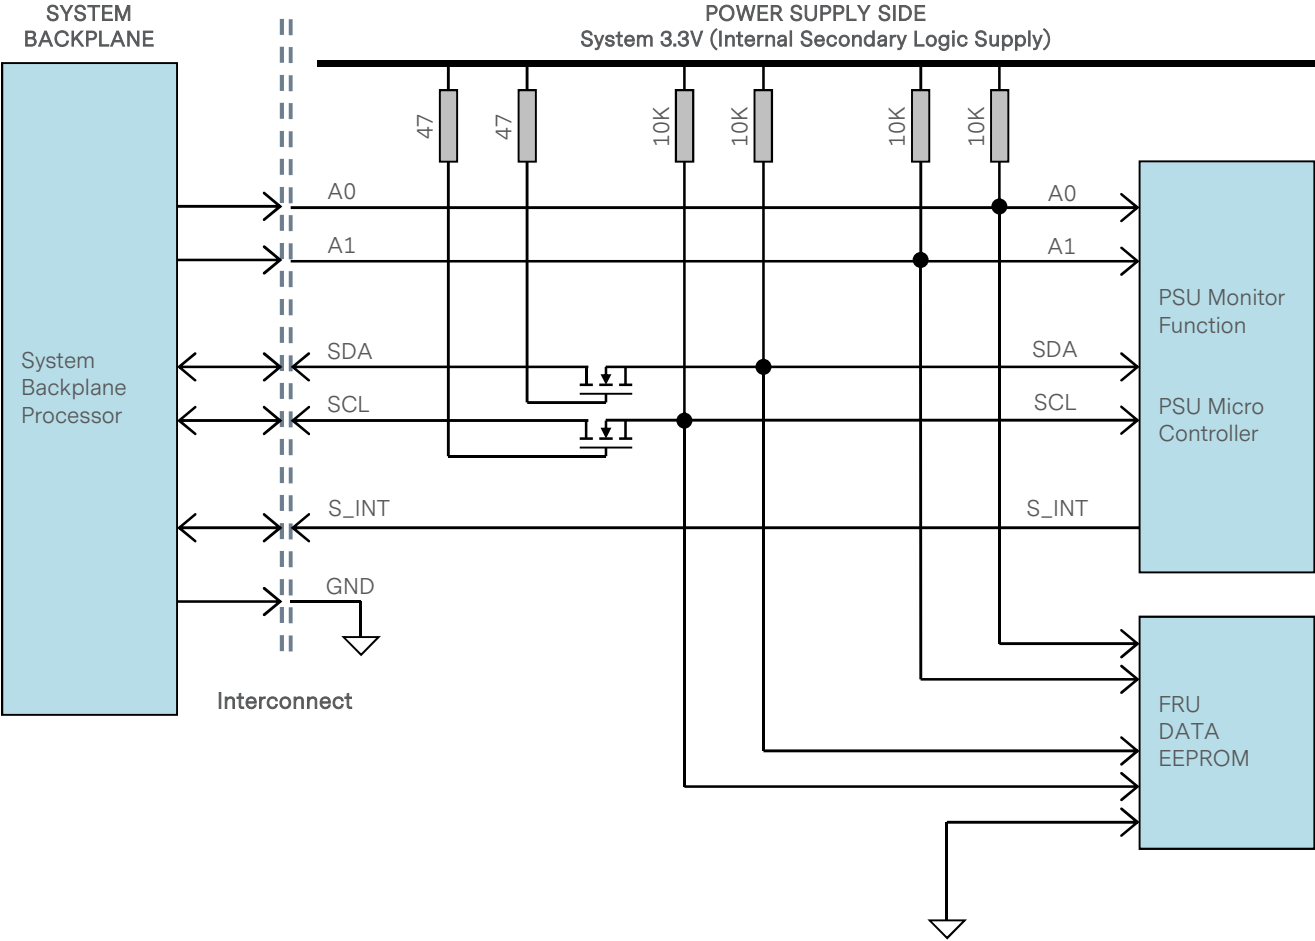 SYSTEM
BACKPLANE
POWER SUPPLY SIDE
System 3.3V (Internal Secondary Logic Supply)
47
47
10K
10K
10K
10K
A0
A0
A1
A1
SDA
SDA
SCL
SCL
S_INT
S_INT
GND
System
Backplane
Processor
PSU Monitor
Function
PSU Micro
Controller
Interconnect
FRU
DATA
EEPROM